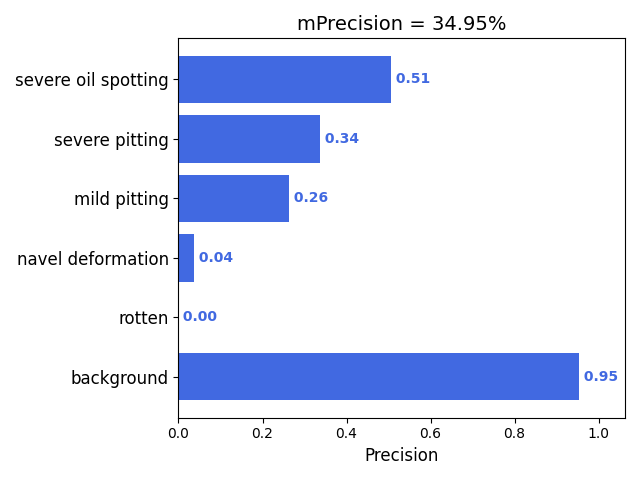 mPrecision = 34.95%
severe oil spotting 0.51
severe pitting 0.34
mild pitting 0.26
navel deformation 0.04
rotten 0.00
background 0.95
0.0 0.2 0.4 0.6 0.8 1.0
Precision